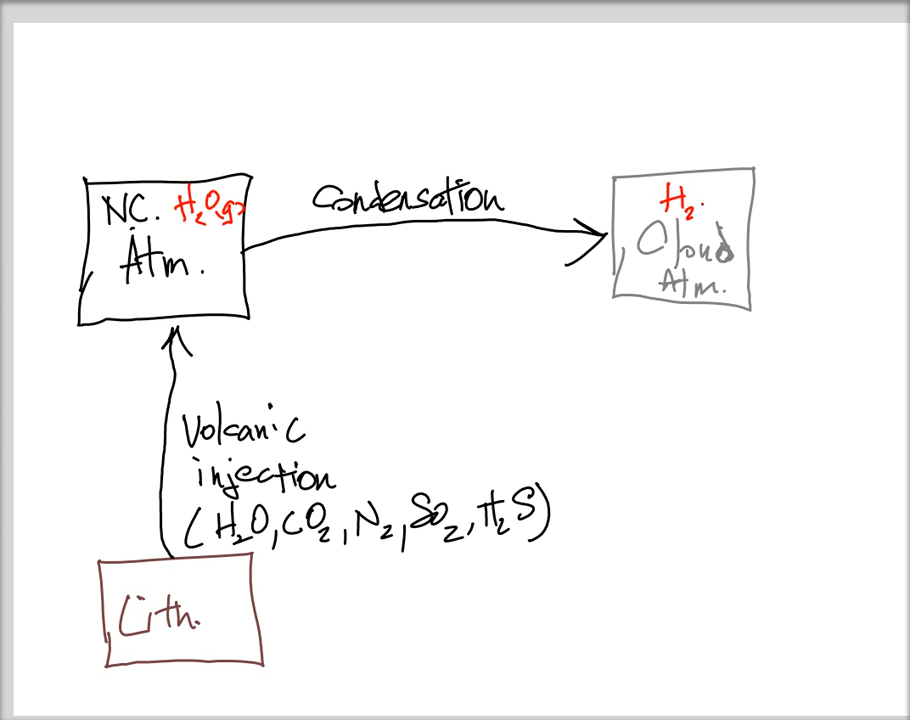 NC. H₂O(g)
Atm.
Condensation
H₂.
Cloud
Atm.
Volcanic
injection
(H₂O, CO₂, N₂, SO₂, H₂S)
Lith.